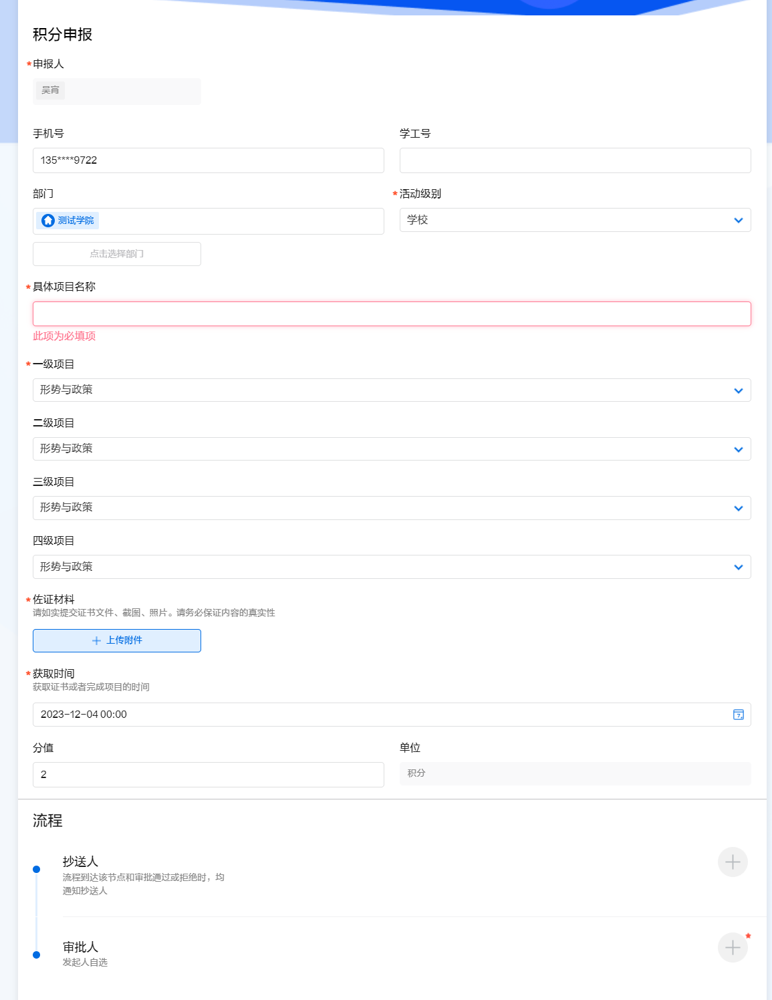 积分申报
*申报人
吴宵
手机号
学工号
135****9722
部门
*活动级别
测试学院
学校
点击选择部门
*具体项目名称
此项为必填项
*一级项目
形势与政策
二级项目
形势与政策
三级项目
形势与政策
四级项目
形势与政策
*佐证材料
请如实提交证书文件、截图、照片。请务必保证内容的真实性
上传附件
*获取时间
获取证书或者完成项目的时间
2023-12-04 00:00
分值
单位
2
积分
流程
抄送人
流程到达该节点和审批通过或拒绝时，均
通知抄送人
审批人
发起人自选